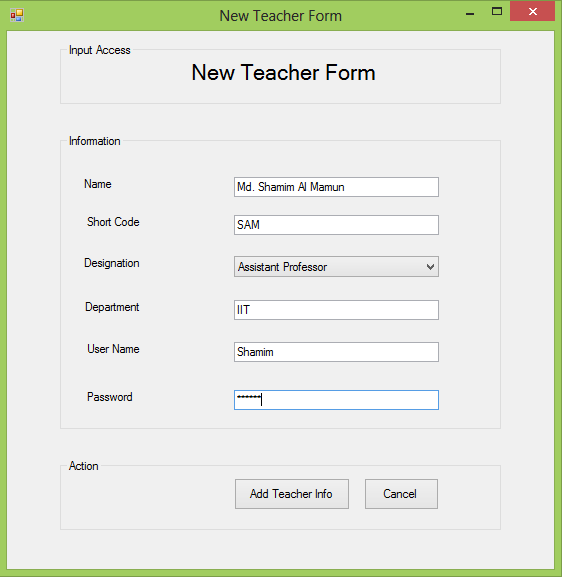 New Teacher Form
Input Access
New Teacher Form
Information
Name Md. Shamim Al Mamun
Short Code SAM
Designation Assistant Professor
Department IIT
User Name Shamim
Password ******
Action
Add Teacher Info Cancel